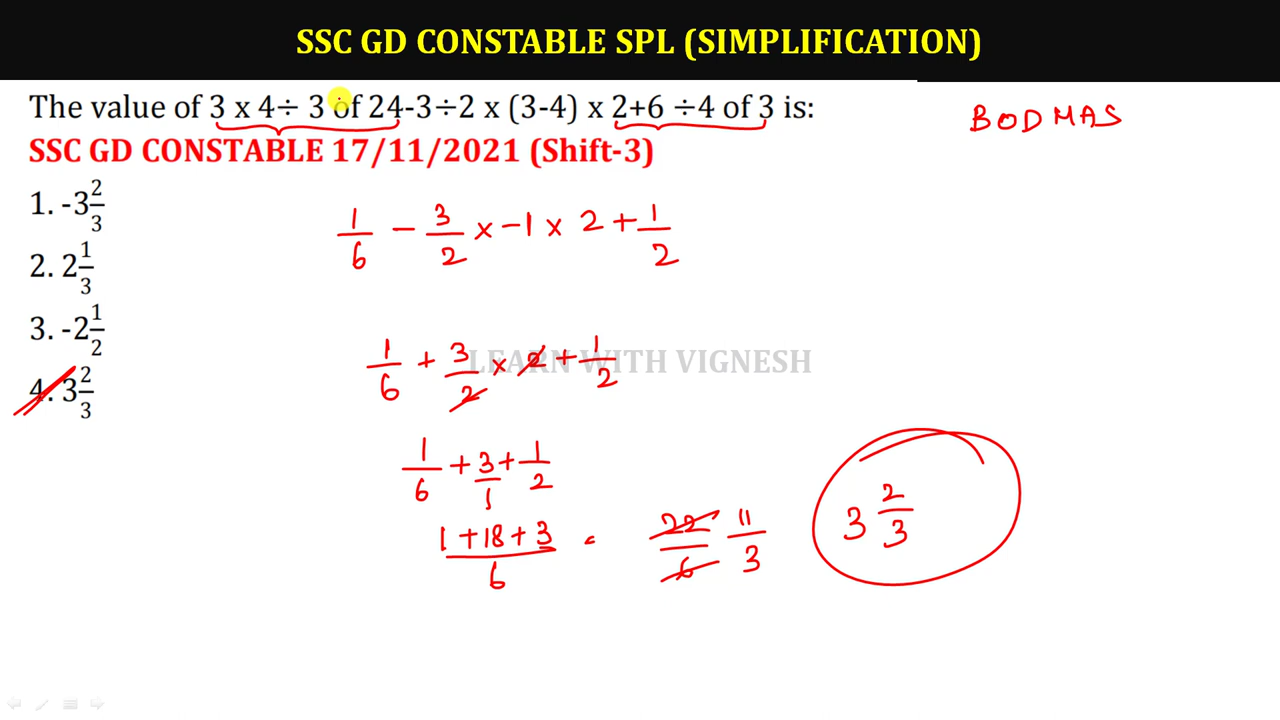 SSC GD CONSTABLE SPL (SIMPLIFICATION)
The value of 3 x 4÷ 3 of 24-3÷2 x (3-4) x 2+6 ÷4 of 3 is:
BODMAS
SSC GD CONSTABLE 17/11/2021 (Shift-3)
1. -3 2/3
2. 2 1/3
3. -2 1/2
4. 3 2/3
1/6 - 3/2 x -1 x 2 + 1/2
1/6 + 3/2 x 2 + 1/2
LEARN WITH VIGNESH
1/6 + 3/1 + 1/2
1+18+3/6 = 22/6 11/3
3 2/3